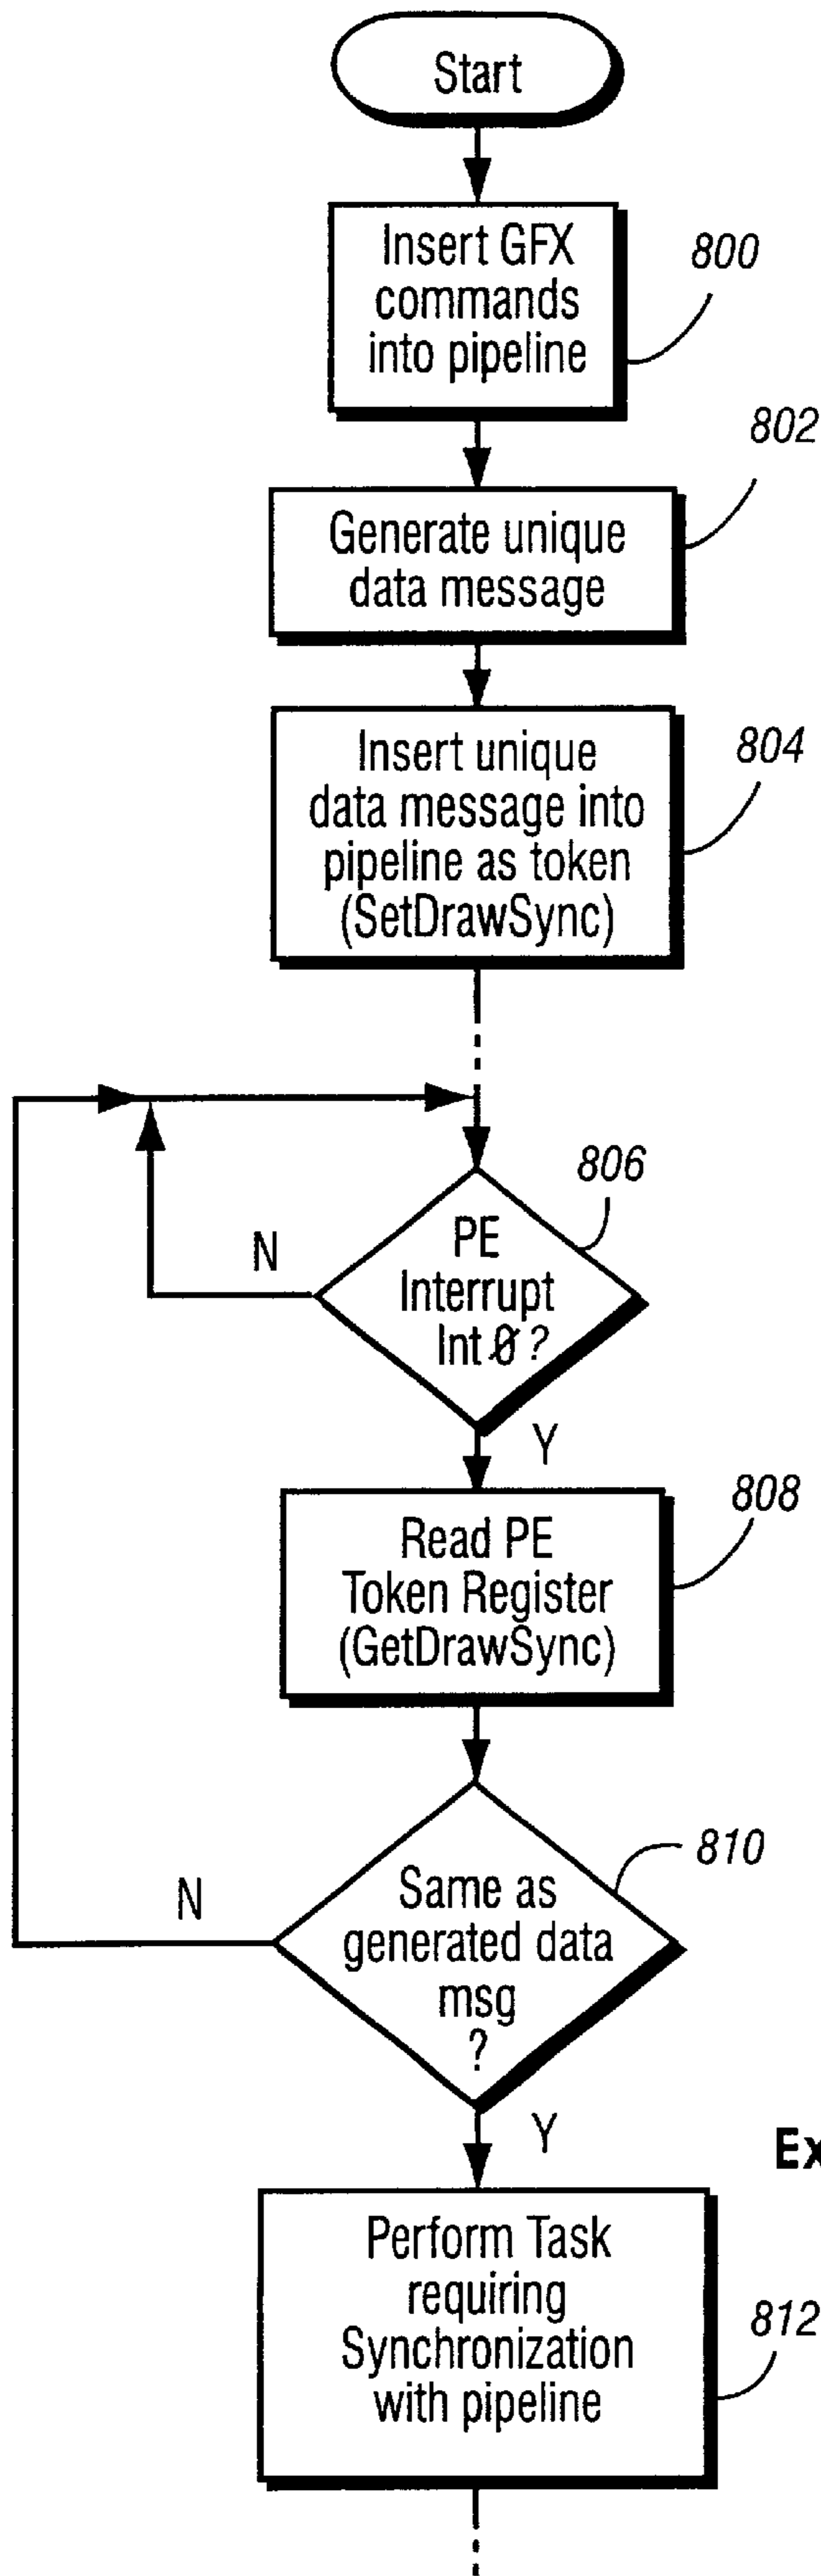 Start
Insert GFX
commands
into pipeline
800
802
Generate unique
data message
804
Insert unique
data message into
pipeline as token
(SetDrawSync)
806
PE
Interrupt
Int 0 ?
N
Y
808
Read PE
Token Register
(GetDrawSync)
810
Same as
generated data
msg
?
N
Y
Perform Task
requiring
Synchronization
with pipeline
812